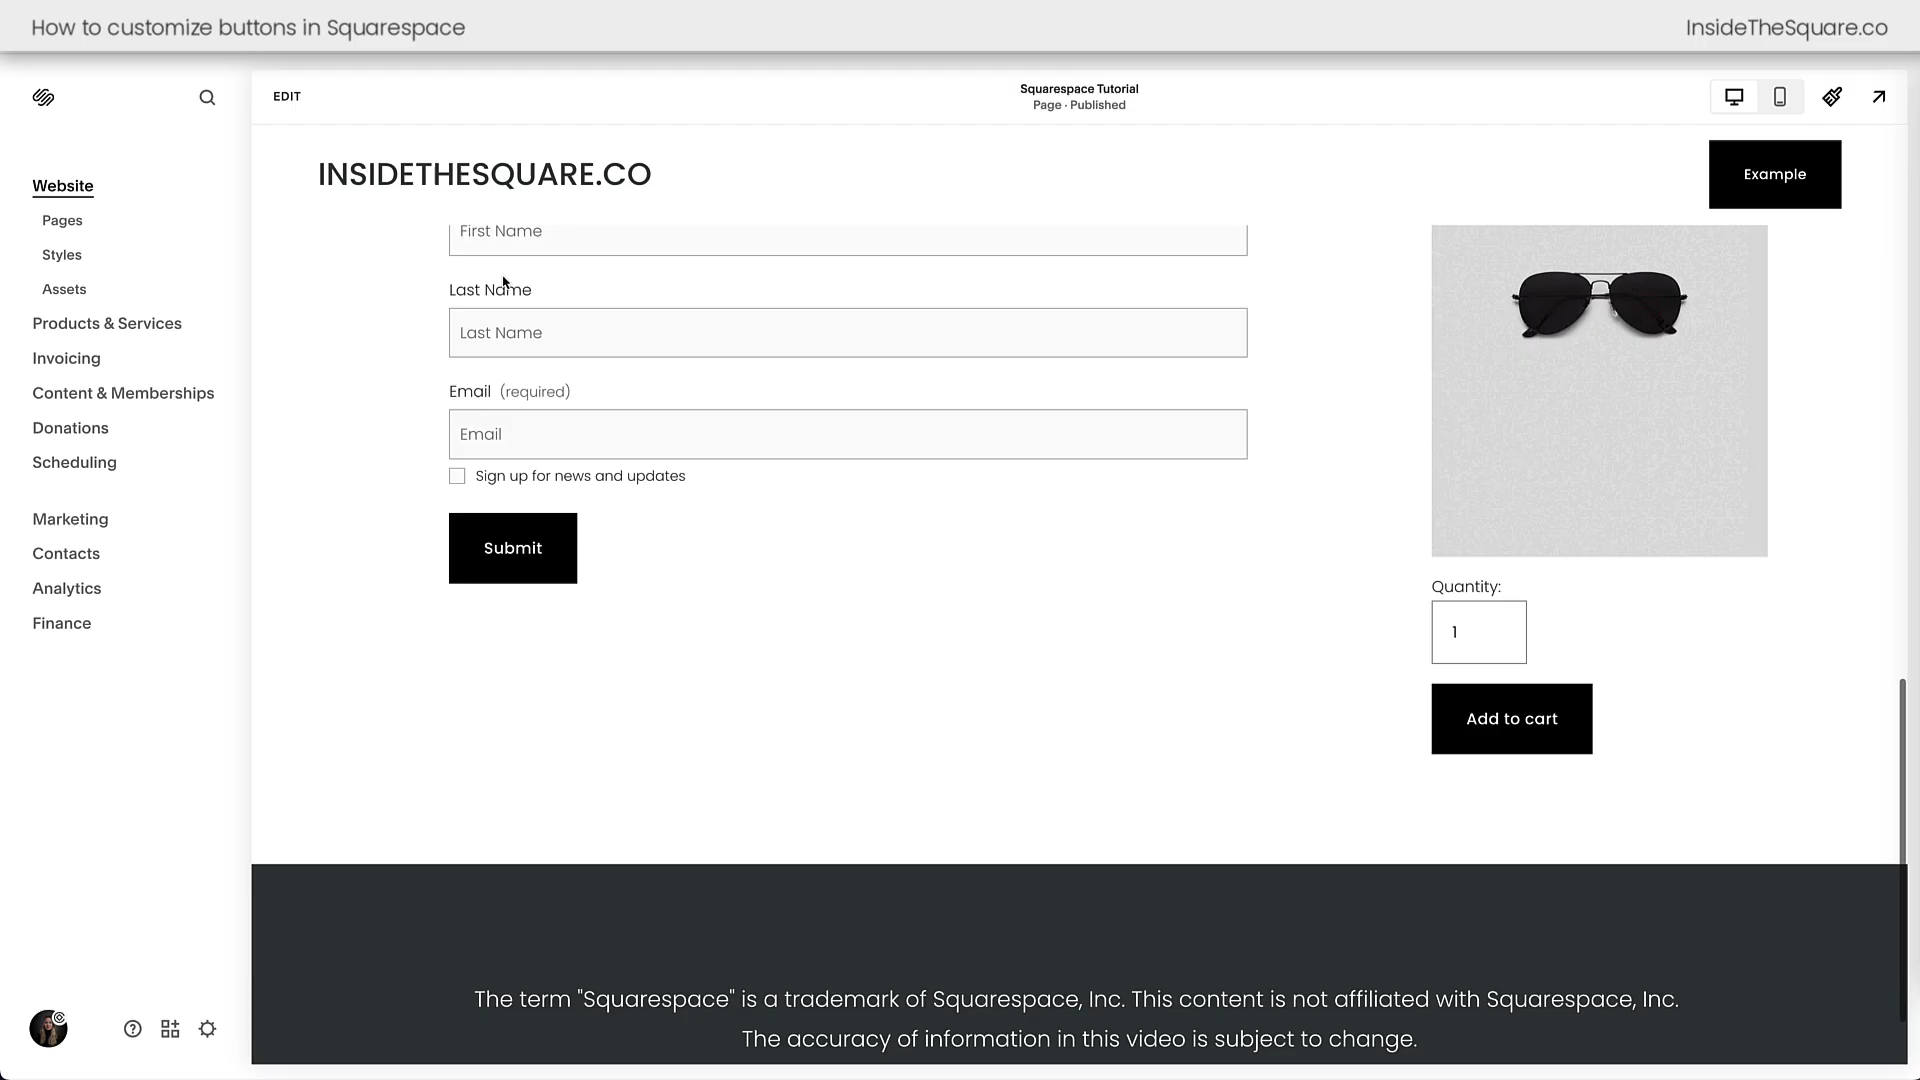 How to customize buttons in Squarespace
InsideTheSquare.co
EDIT
Squarespace Tutorial
Page · Published
Website
Pages
Styles
Assets
Products & Services
Invoicing
Content & Memberships
Donations
Scheduling
Marketing
Contacts
Analytics
Finance
INSIDETHESQUARE.CO
Example
First Name
Last Name
Last Name
Email (required)
Email
Sign up for news and updates
Submit
Quantity:
1
Add to cart
The term "Squarespace" is a trademark of Squarespace, Inc. This content is not affiliated with Squarespace, Inc.
The accuracy of information in this video is subject to change.